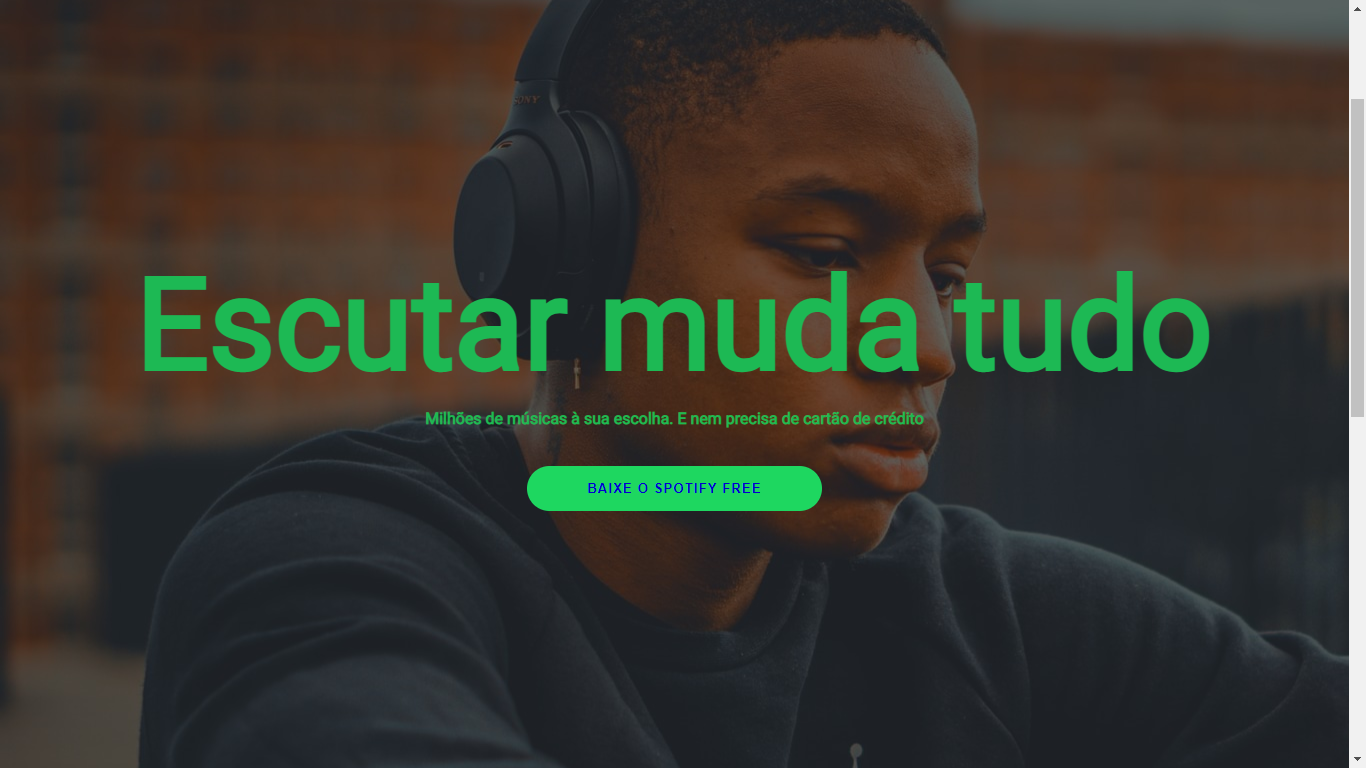 SONY
Escutar muda tudo
Milhões de músicas à sua escolha. E nem precisa de cartão de crédito
BAIXE O SPOTIFY FREE